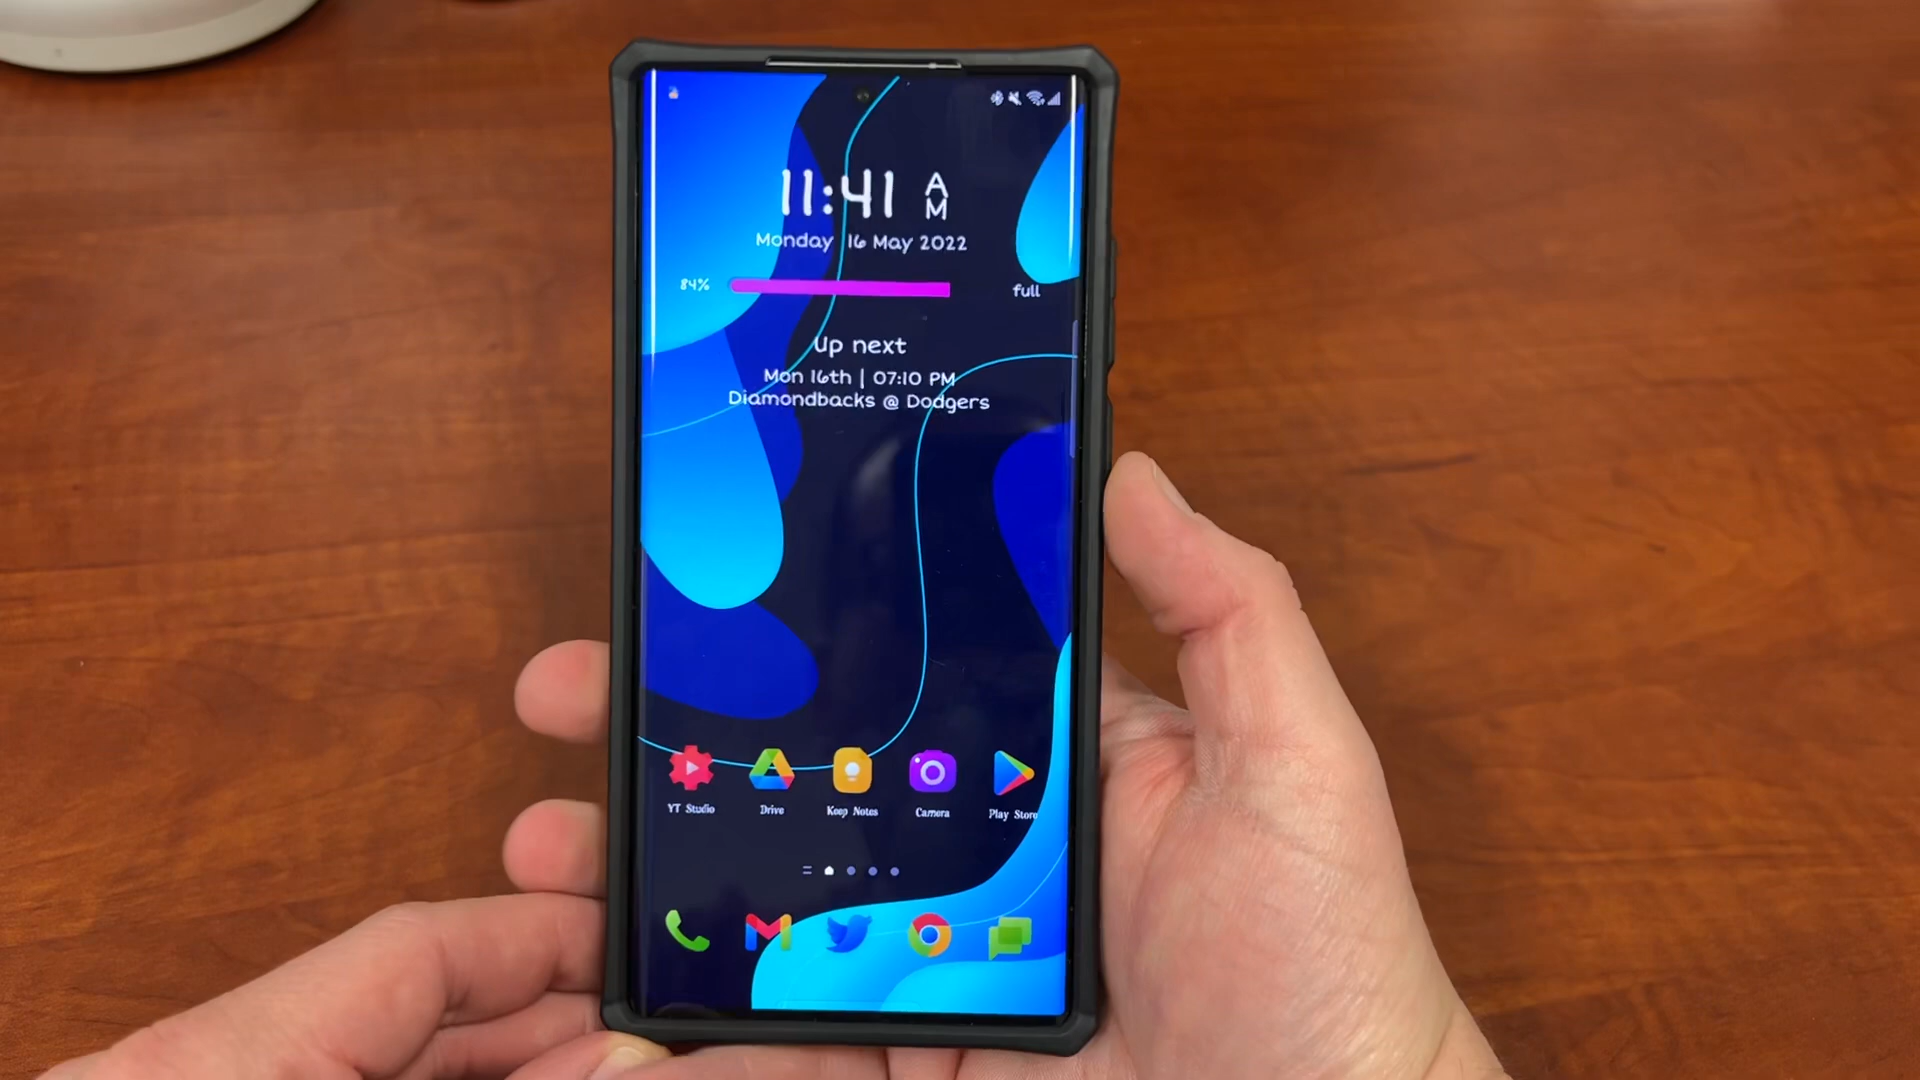 11:41 AM
Monday 16 May 2022
84% full
Up next
Mon 16th | 07:10 PM
Diamondbacks @ Dodgers
YT Studio Drive Keep Notes Camera Play Store